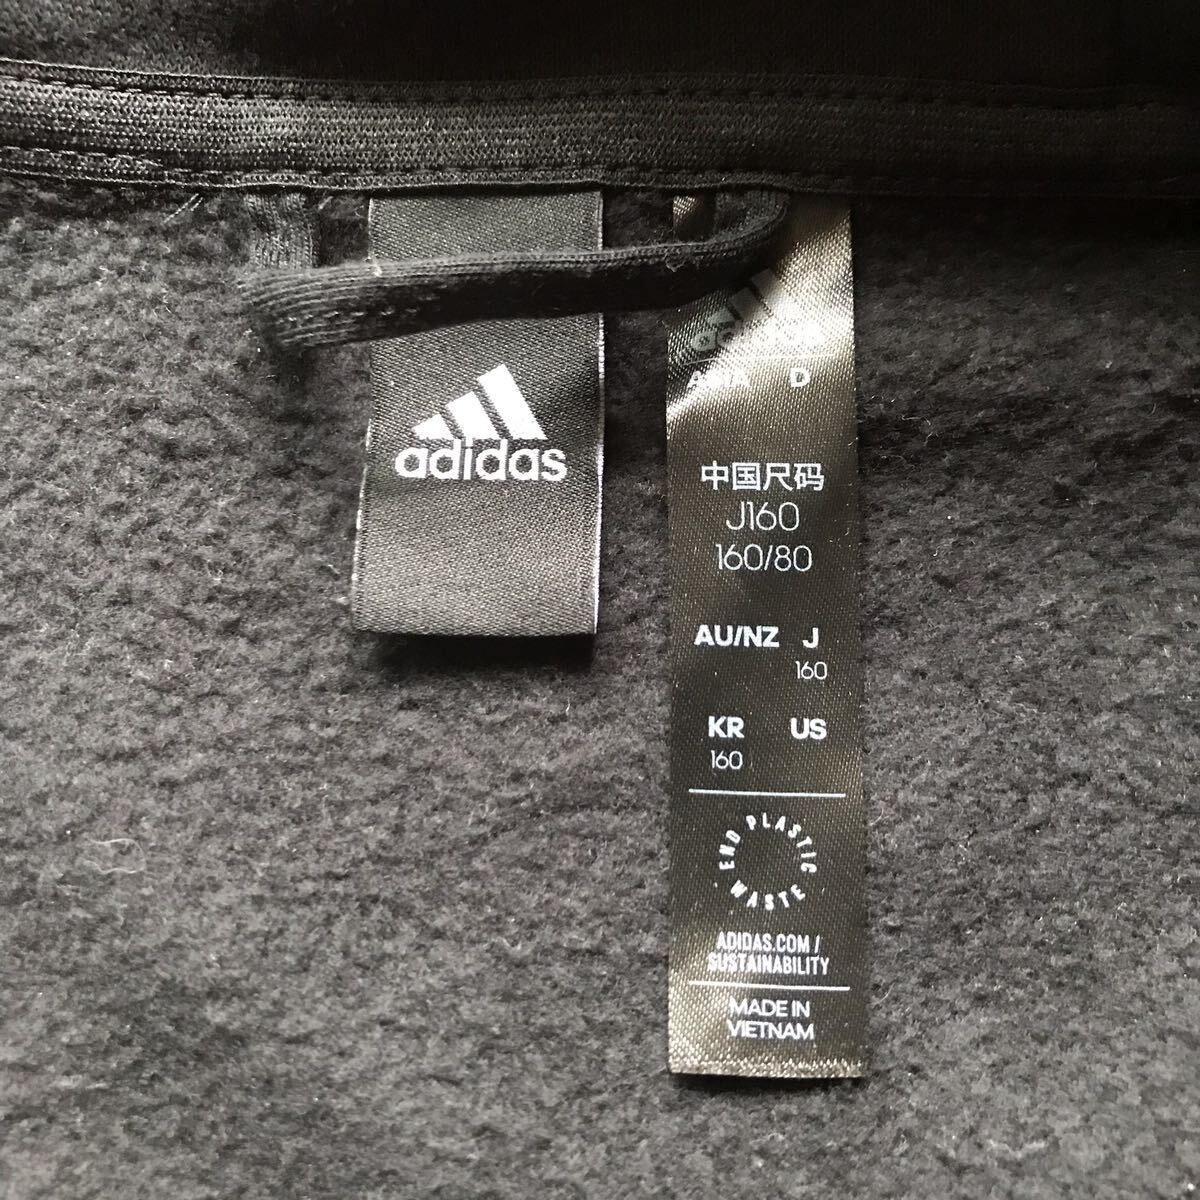 adidas
ASIA D
中国尺码
J160
160/80
AU/NZ J
160
KR US
160
END PLASTIC WASTE
ADIDAS.COM /
SUSTAINABILITY
MADE IN
VIETNAM